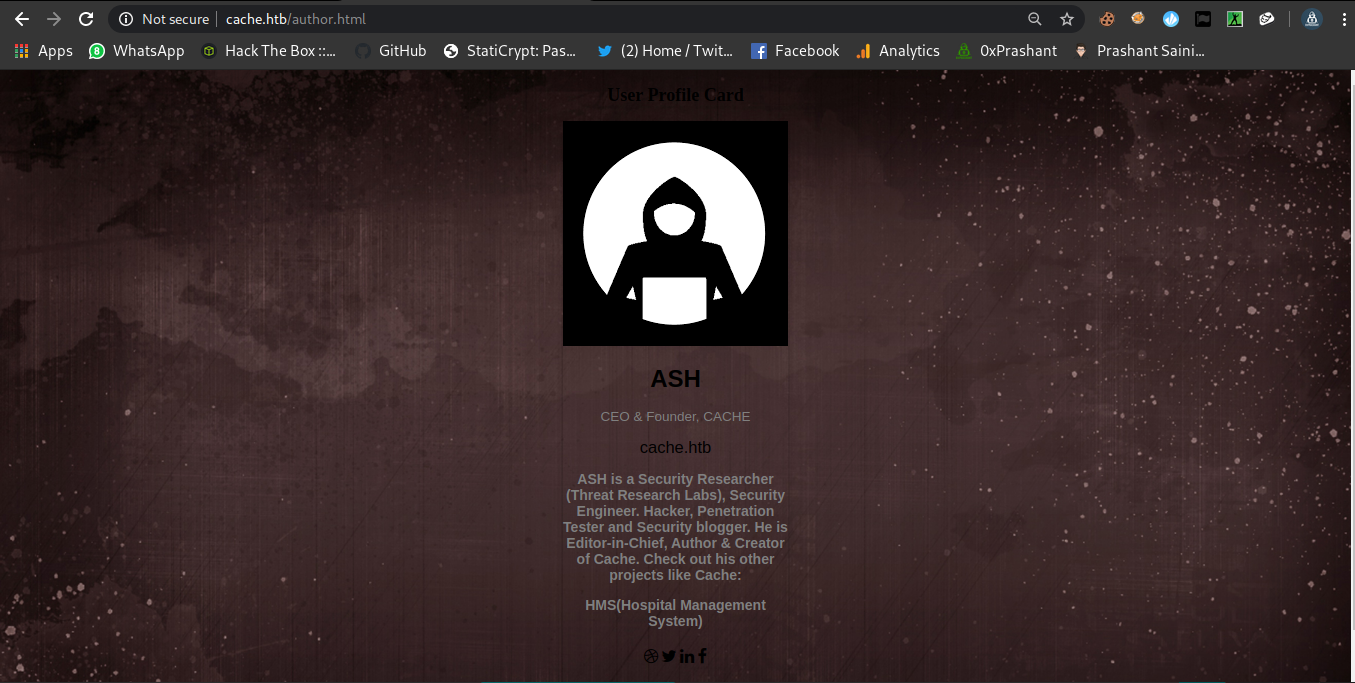 Not secure cache.htb/author.html
Apps WhatsApp Hack The Box ::... GitHub StatiCrypt: Pas... (2) Home / Twit... Facebook Analytics 0xPrashant Prashant Saini...
User Profile Card
ASH
CEO & Founder, CACHE
cache.htb
ASH is a Security Researcher
(Threat Research Labs), Security
Engineer. Hacker, Penetration
Tester and Security blogger. He is
Editor-in-Chief, Author & Creator
of Cache. Check out his other
projects like Cache:
HMS(Hospital Management
System)